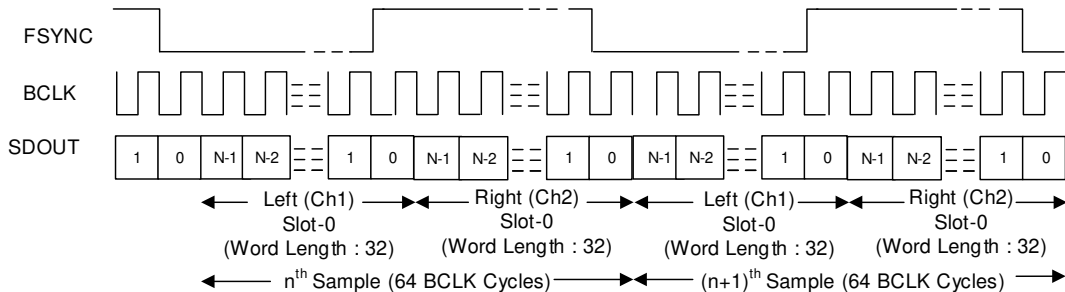 FSYNC
BCLK
SDOUT
1 0 N-1 N-2 1 0 N-1 N-2 1 0 N-1 N-2 1 0 N-1 N-2 1 0
Left (Ch1) Right (Ch2) Left (Ch1) Right (Ch2)
Slot-0 Slot-0 Slot-0 Slot-0
(Word Length : 32) (Word Length : 32) (Word Length : 32) (Word Length : 32)
nth Sample (64 BCLK Cycles) (n+1)th Sample (64 BCLK Cycles)